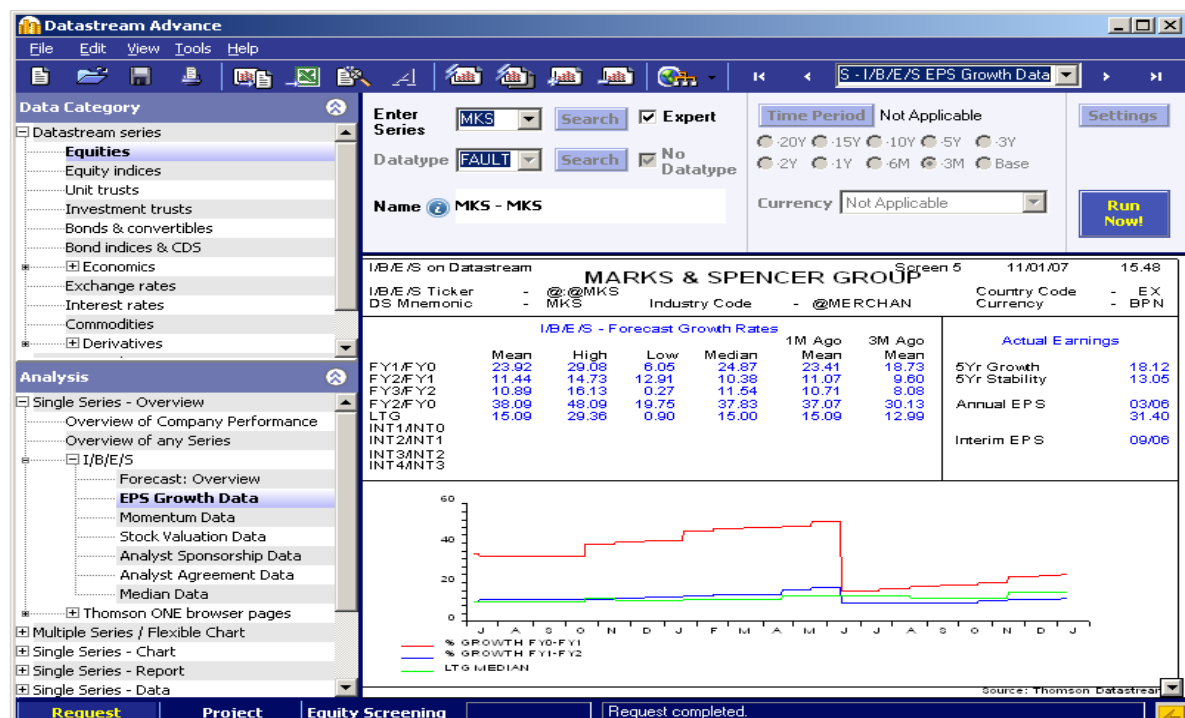 Datastream Advance
File Edit View Tools Help
S - I/B/E/S EPS Growth Data
Data Category
Datastream series
Equities
Equity indices
Unit trusts
Investment trusts
Bonds & convertibles
Bond indices & CDS
Economics
Exchange rates
Interest rates
Commodities
Derivatives
Analysis
Single Series - Overview
Overview of Company Performance
Overview of any Series
I/B/E/S
Forecast: Overview
EPS Growth Data
Momentum Data
Stock Valuation Data
Analyst Sponsorship Data
Analyst Agreement Data
Median Data
Thomson ONE browser pages
Multiple Series / Flexible Chart
Single Series - Chart
Single Series - Report
Single Series - Data
Enter Series MKS Search Expert
Datatype FAULT Search No Datatype
Name MKS - MKS
Time Period Not Applicable
-20Y -15Y -10Y -5Y -3Y
-2Y -1Y -6M -3M Base
Currency Not Applicable
Settings
Run Now!
I/B/E/S on Datastream MARKS & SPENCER GROUP Screen 5 11/01/07 15.48
I/B/E/S Ticker - @:@MKS Country Code - EX
DS Mnemonic - MKS Industry Code - @MERCHAN Currency - BPN
I/B/E/S - Forecast Growth Rates
1M Ago 3M Ago
Mean High Low Median Mean Mean
FY1/FY0 23.92 29.08 6.05 24.87 23.41 18.73
FY2/FY1 11.44 14.73 12.91 10.38 11.07 9.60
FY3/FY2 10.89 16.13 0.27 11.54 10.71 8.08
FY2/FY0 38.09 48.09 19.75 37.83 37.07 30.13
LTG 15.09 29.36 0.90 15.00 15.09 12.99
INT1/INT0
INT2/INT1
INT3/INT2
INT4/INT3
Actual Earnings
5Yr Growth 18.12
5Yr Stability 13.05
Annual EPS 03/06
31.40
Interim EPS 09/06
60
40
20
0
J A S O N D J F M A M J J A S O N D J
% GROWTH FY0-FY1
% GROWTH FY1-FY2
LTG MEDIAN
Source: Thomson Datastream
Request Project Equity Screening Request completed.